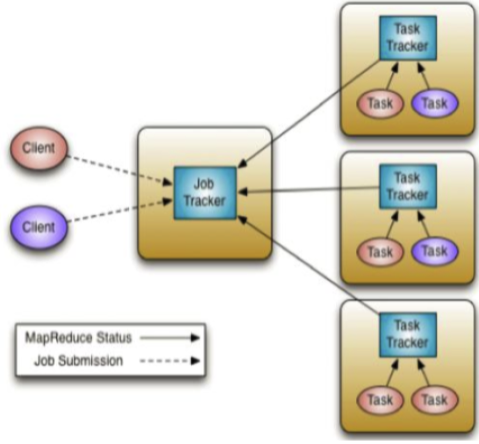 Client
Client
Job
Tracker
Task
Tracker
Task
Task
Task
Tracker
Task
Task
Task
Tracker
Task
Task
MapReduce Status
Job Submission